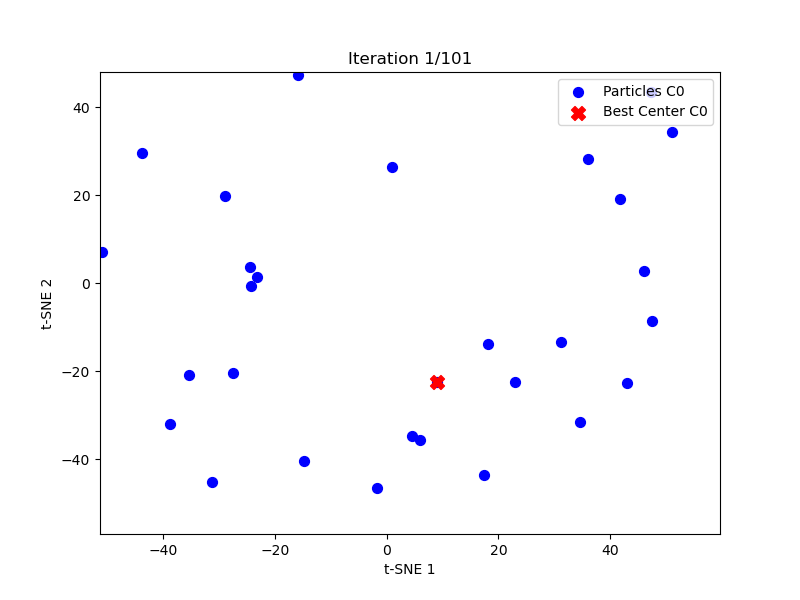 Iteration 1/101
Particles C0
Best Center C0
40
20
0
−20
−40
t-SNE 2
−40 −20 0 20 40
t-SNE 1